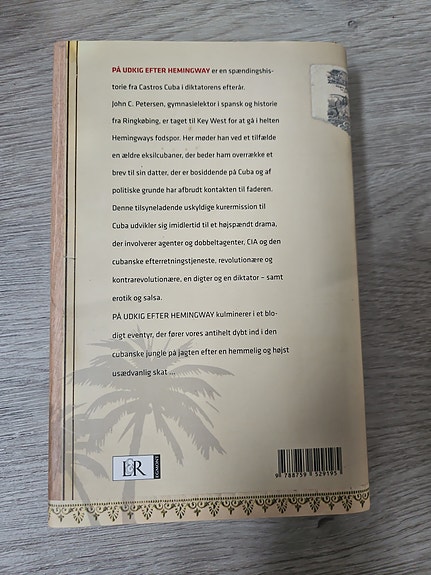 PÅ UDKIG EFTER HEMINGWAY er en spændingshis-
torie fra Castros Cuba i diktatorens efterår.
John C. Petersen, gymnasielektor i spansk og historie
fra Ringkøbing, er taget til Key West for at gå i helten
Hemingways fodspor. Her møder han ved et tilfælde
en ældre eksilcubaner, der beder ham overrække et
brev til sin datter, der er bosiddende på Cuba og af
politiske grunde har afbrudt kontakten til faderen.
Denne tilsyneladende uskyldige kurermission til
Cuba udvikler sig imidlertid til et højspændt drama,
der involverer agenter og dobbeltagenter, CIA og den
cubanske efterretningstjeneste, revolutionære og
kontrarevolutionære, en digter og en diktator – samt
erotik og salsa.
PÅ UDKIG EFTER HEMINGWAY kulminerer i et blo-
digt eventyr, der fører vores antihelt dybt ind i den
cubanske jungle på jagten efter en hemmelig og højst
usædvanlig skat ...
L&R
EGMONT
9 788759 529195